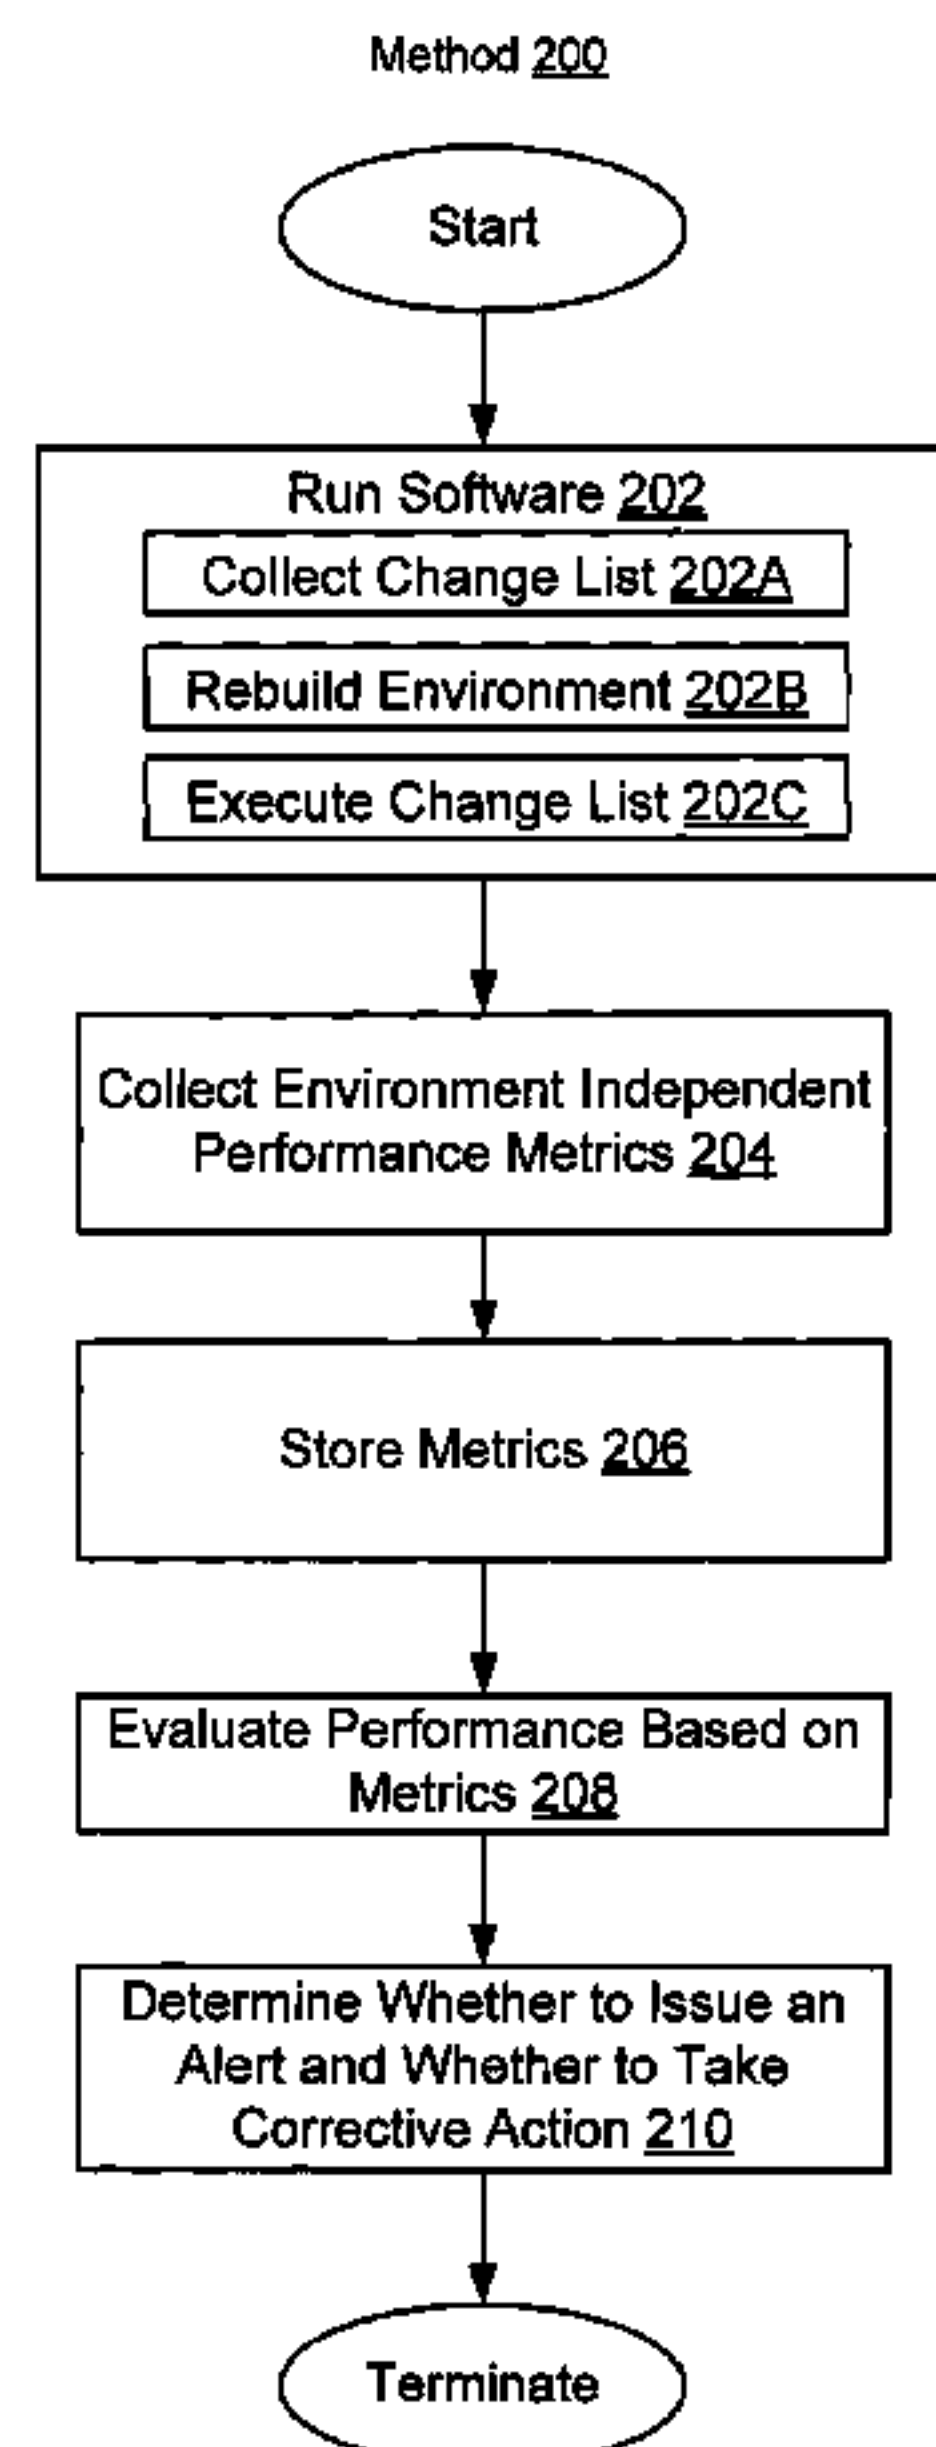 Method 200
Start
Run Software 202
Collect Change List 202A
Rebuild Environment 202B
Execute Change List 202C
Collect Environment Independent
Performance Metrics 204
Store Metrics 206
Evaluate Performance Based on
Metrics 208
Determine Whether to Issue an
Alert and Whether to Take
Corrective Action 210
Terminate